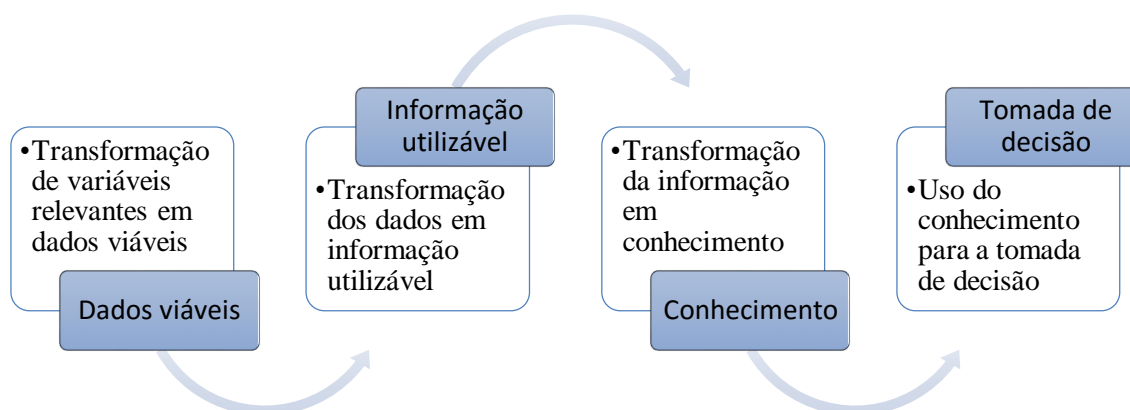 •Transformação
de variáveis
relevantes em
dados viáveis
Dados viáveis
Informação
utilizável
•Transformação
dos dados em
informação
utilizável
•Transformação
da informação
em
conhecimento
Conhecimento
Tomada de
decisão
•Uso do
conhecimento
para a tomada
de decisão